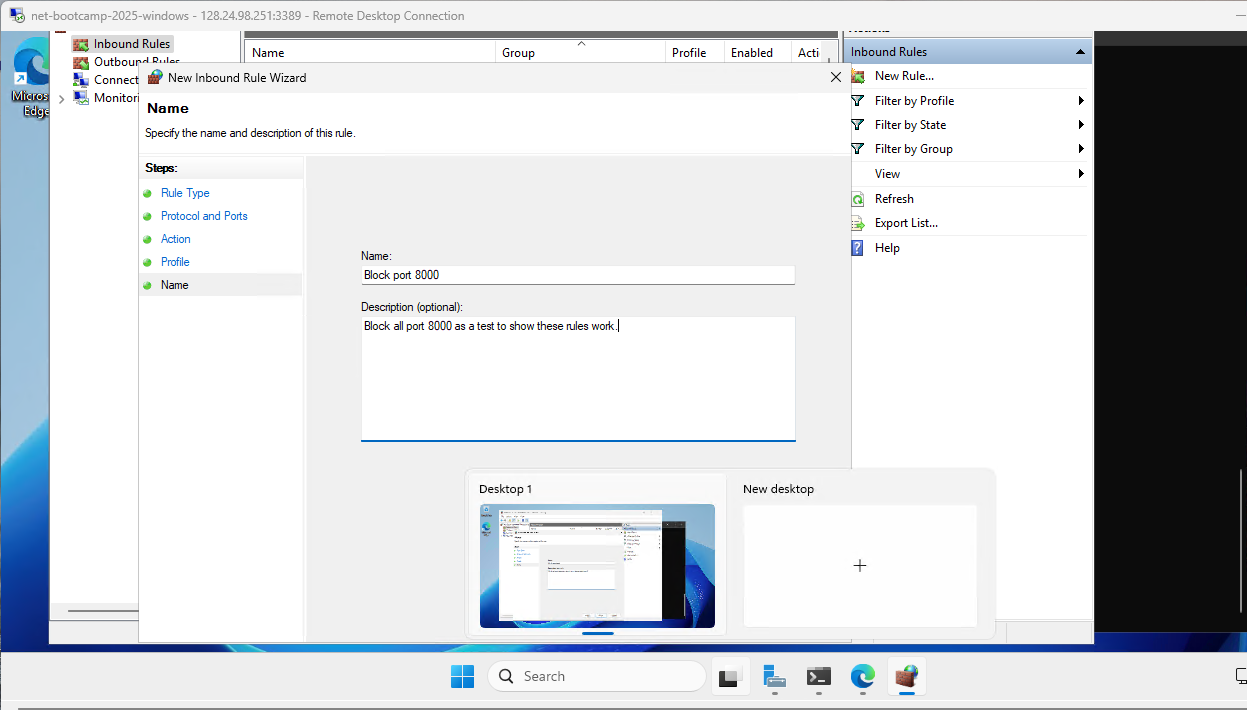 net-bootcamp-2025-windows - 128.24.98.251:3389 - Remote Desktop Connection
Inbound Rules
Outbound Rules
Connect
Monitori
Micros
Edge
Name
Group
Profile
Enabled
Acti
New Inbound Rule Wizard
Name
Specify the name and description of this rule.
Steps:
Rule Type
Protocol and Ports
Action
Profile
Name
Name:
Block port 8000
Description (optional):
Block all port 8000 as a test to show these rules work.
Inbound Rules
New Rule...
Filter by Profile
Filter by State
Filter by Group
View
Refresh
Export List...
Help
Desktop 1
New desktop
Search